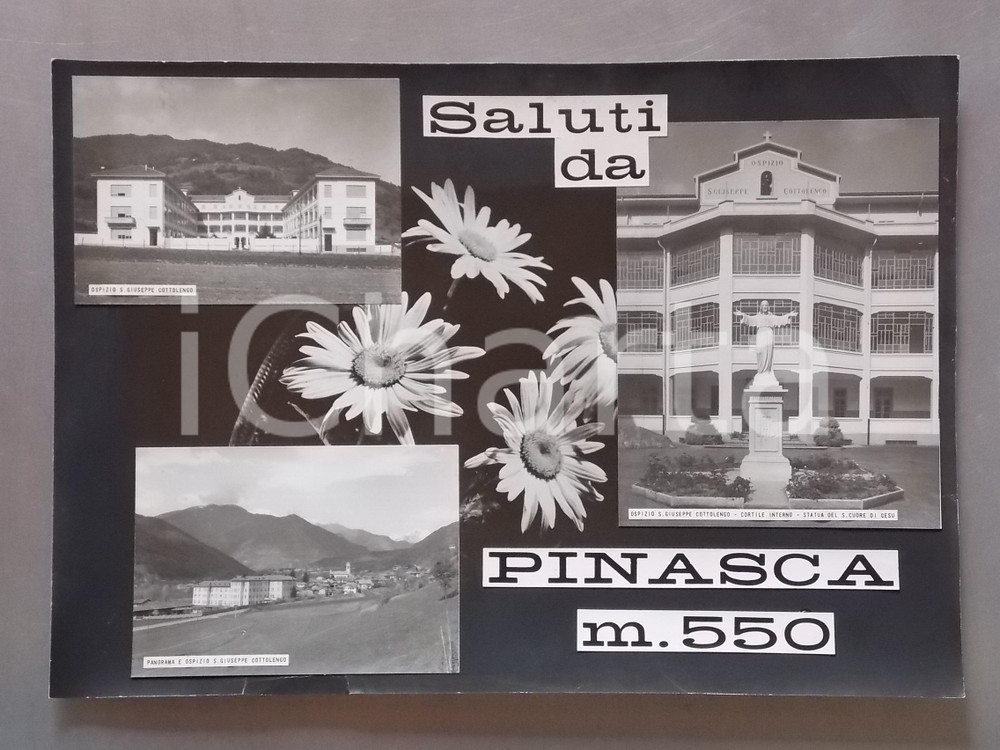 Saluti
da
OSPIZIO
S.GIUSEPPE COTTOLENGO
OSPIZIO S.GIUSEPPE COTTOLENGO
iCharta
OSPIZIO S.GIUSEPPE COTTOLENGO - CORTILE INTERNO - STATUA DEL S.CUORE DI GESU
PINASCA
m.550
PANORAMA E OSPIZIO S.GIUSEPPE COTTOLENGO